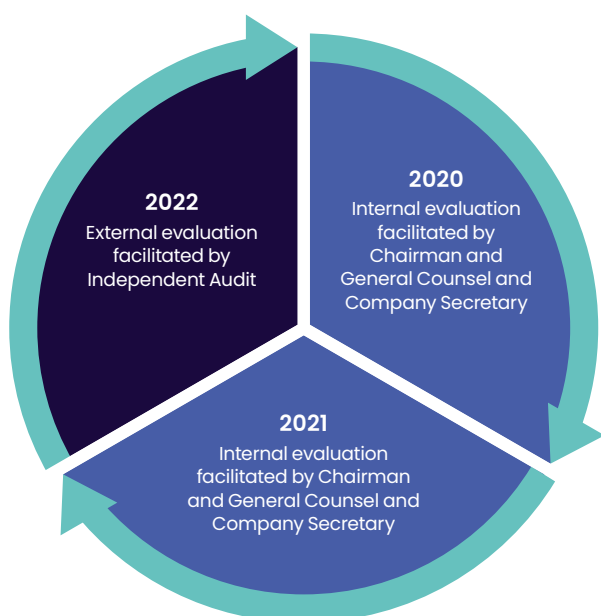 2020
Internal evaluation
facilitated by
Chairman and
General Counsel and
Company Secretary
2021
Internal evaluation
facilitated by Chairman
and General Counsel and
Company Secretary
2022
External evaluation
facilitated by
Independent Audit